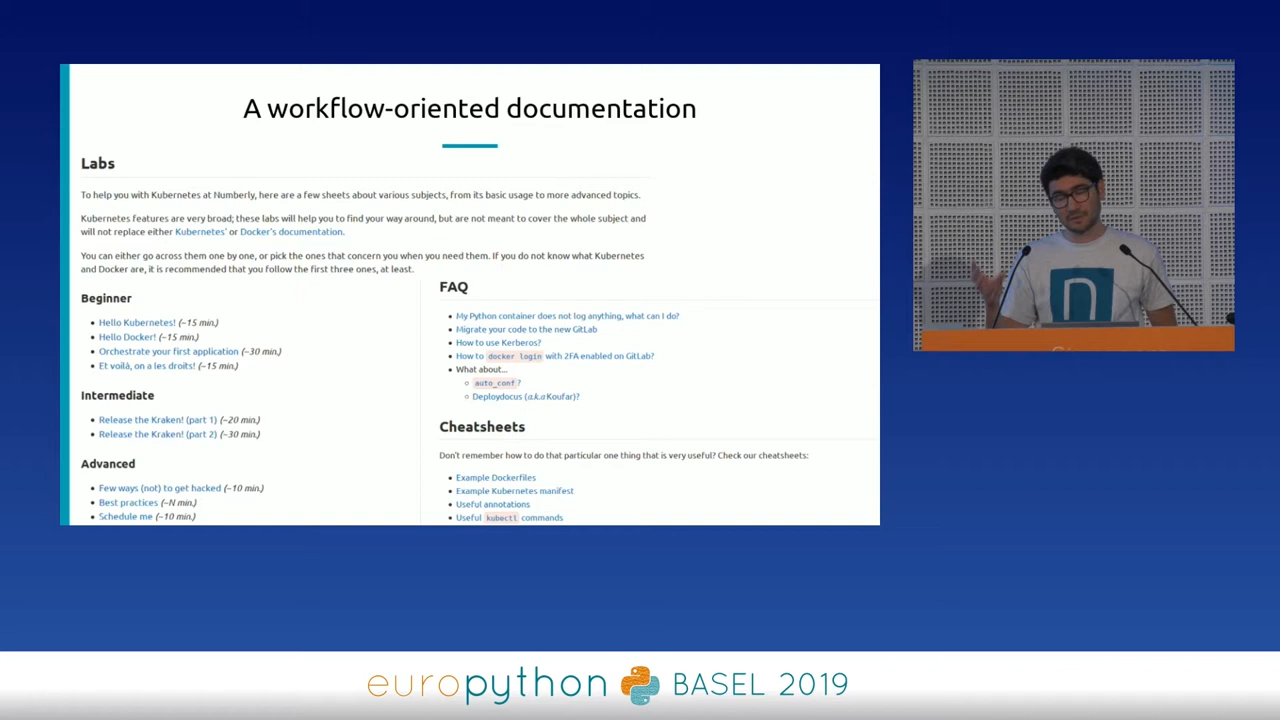 A workflow-oriented documentation
Labs
To help you with Kubernetes at Numberly, here are a few sheets about various subjects, from its basic usage to more advanced topics.
Kubernetes features are very broad; these labs will help you to find your way around, but are not meant to cover the whole subject and
will not replace either Kubernetes' or Docker's documentation.
You can either go across them one by one, or pick the ones that concern you when you need them. If you do not know what Kubernetes
and Docker are, it is recommended that you follow the first three ones, at least.
Beginner
• Hello Kubernetes! (~15 min.)
• Hello Docker! (~15 min.)
• Orchestrate your first application (~30 min.)
• Et voilà, on a les droits! (~15 min.)
Intermediate
• Release the Kraken! (part 1) (~20 min.)
• Release the Kraken! (part 2) (~30 min.)
Advanced
• Few ways (not) to get hacked (~10 min.)
• Best practices (~N min.)
• Schedule me (~10 min.)
FAQ
• My Python container does not log anything, what can I do?
• Migrate your code to the new GitLab
• How to use Kerberos?
• How to docker login with 2FA enabled on GitLab?
• What about...
○ auto_conf?
○ Deploydocus (a.k.a Koufar)?
Cheatsheets
Don't remember how to do that particular one thing that is very useful? Check our cheatsheets:
• Example Dockerfiles
• Example Kubernetes manifest
• Useful annotations
• Useful kubectl commands
n
europython BASEL 2019